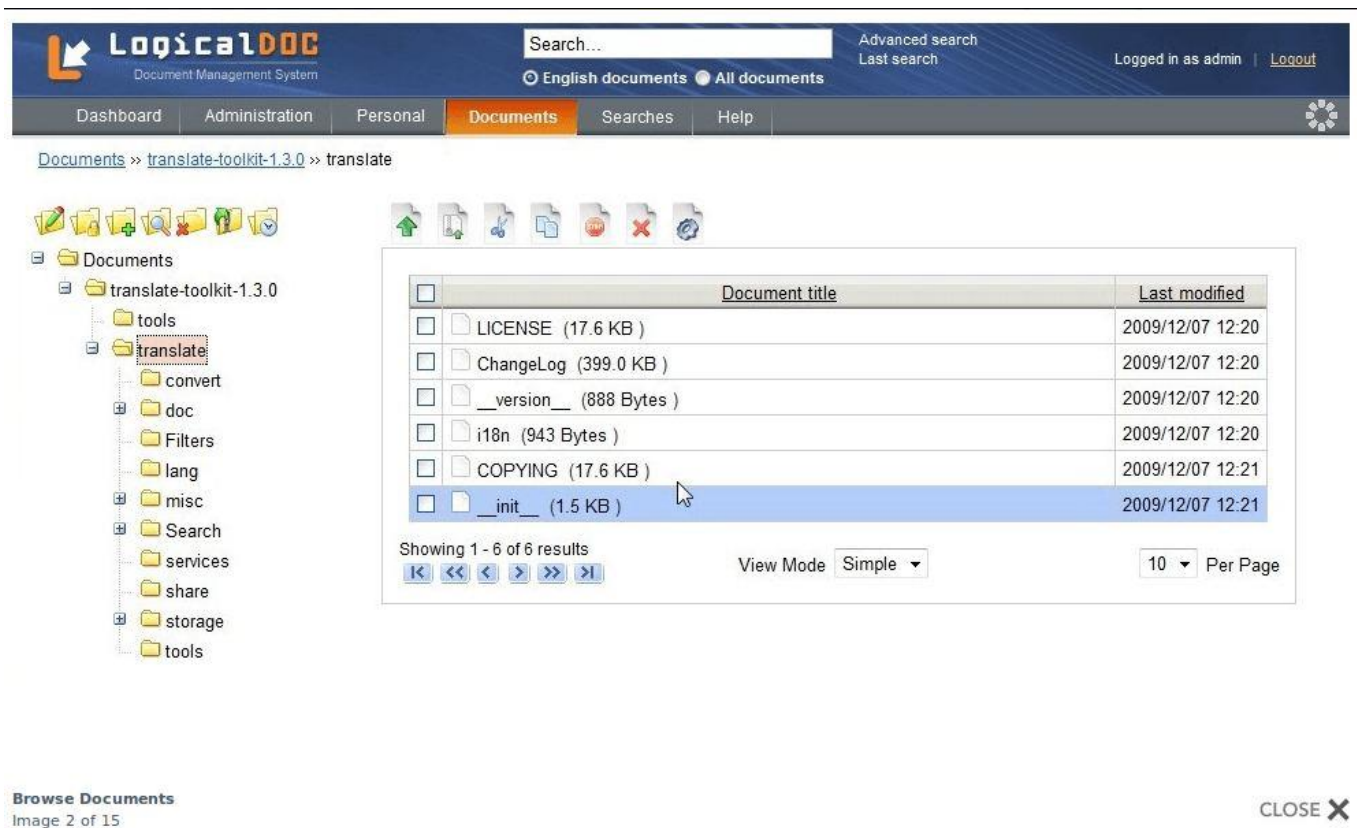 LogicalDOC
Document Management System
Search...
English documents All documents
Advanced search
Last search
Logged in as admin | Logout
Dashboard Administration Personal Documents Searches Help
Documents » translate-toolkit-1.3.0 » translate
Documents
translate-toolkit-1.3.0
tools
translate
convert
doc
Filters
lang
misc
Search
services
share
storage
tools
Document title Last modified
LICENSE (17.6 KB ) 2009/12/07 12:20
ChangeLog (399.0 KB ) 2009/12/07 12:20
__version__ (888 Bytes ) 2009/12/07 12:20
i18n (943 Bytes ) 2009/12/07 12:20
COPYING (17.6 KB ) 2009/12/07 12:21
__init__ (1.5 KB ) 2009/12/07 12:21
Showing 1 - 6 of 6 results
View Mode Simple
10 Per Page
Browse Documents
Image 2 of 15
CLOSE X